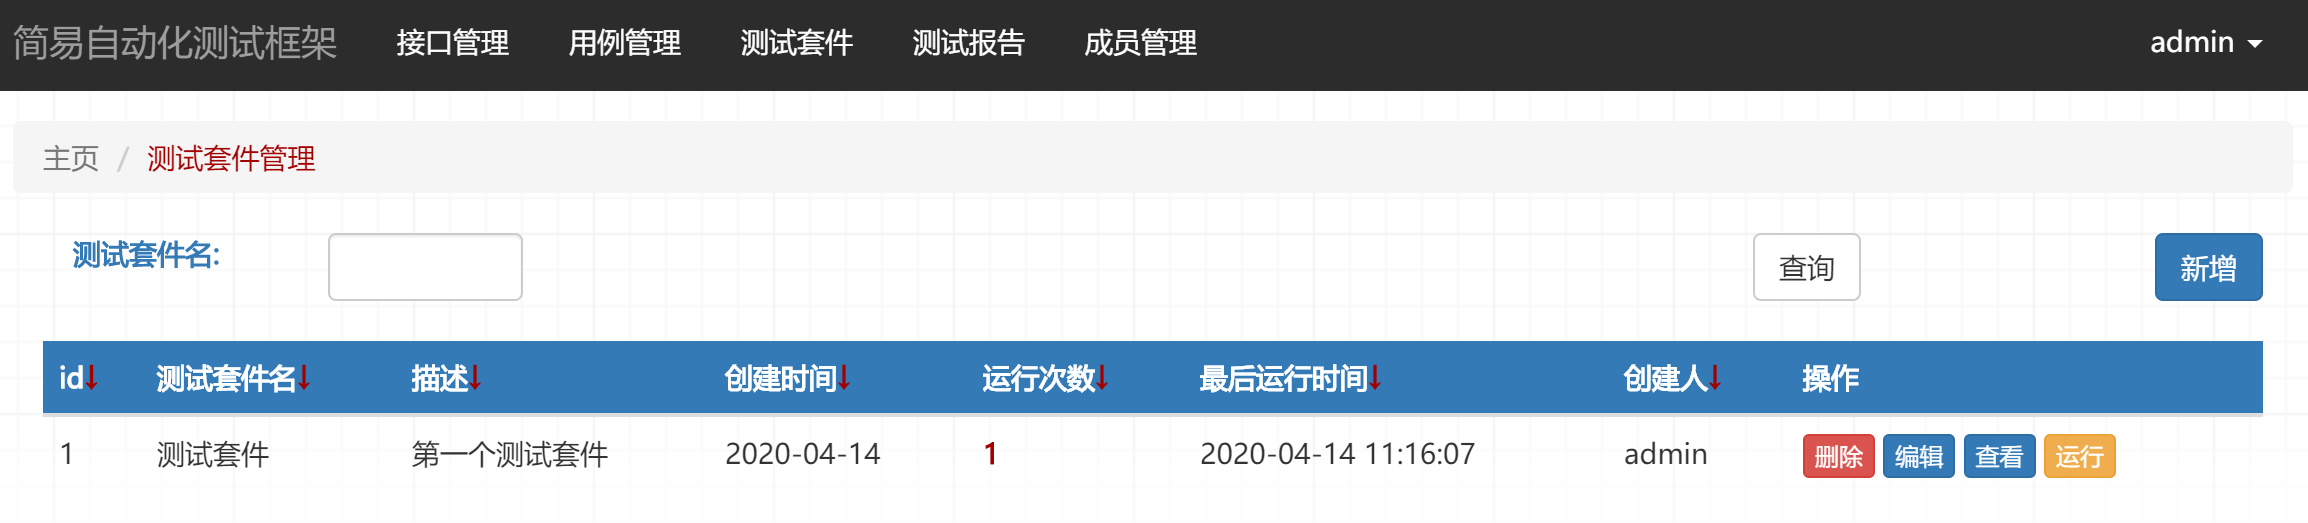 简易自动化测试框架 接口管理 用例管理 测试套件 测试报告 成员管理 admin
主页 / 测试套件管理
测试套件名: 查询 新增
id↓ 测试套件名↓ 描述↓ 创建时间↓ 运行次数↓ 最后运行时间↓ 创建人↓ 操作
1 测试套件 第一个测试套件 2020-04-14 1 2020-04-14 11:16:07 admin 删除 编辑 查看 运行